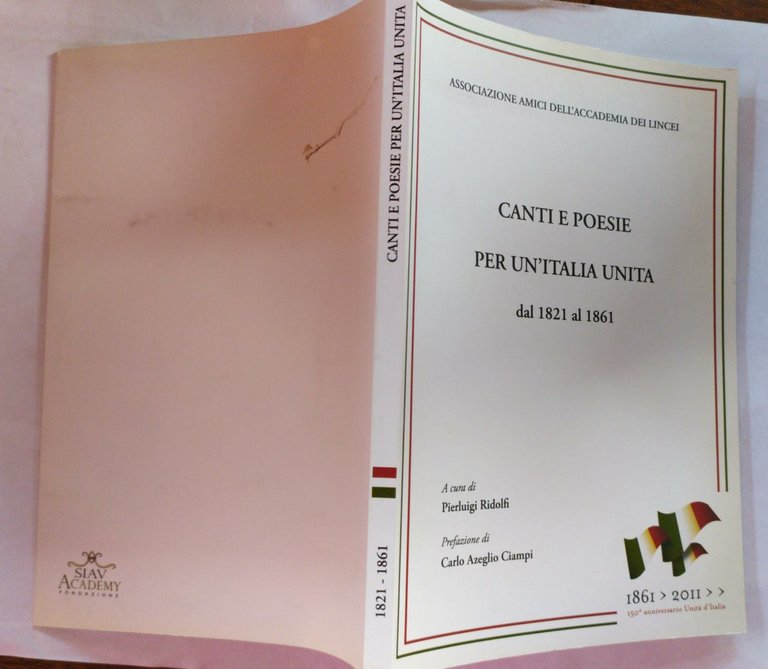 ASSOCIAZIONE AMICI DELL'ACCADEMIA DEI LINCEI
CANTI E POESIE
PER UN'ITALIA UNITA
dal 1821 al 1861
A cura di
Pierluigi Ridolfi
Prefazione di
Carlo Azeglio Ciampi
1861 > 2011 > >
150° anniversario Unità d'Italia
CANTI E POESIE PER UN'ITALIA UNITA
1821 - 1861
SIAV
ACADEMY
FONDAZIONE